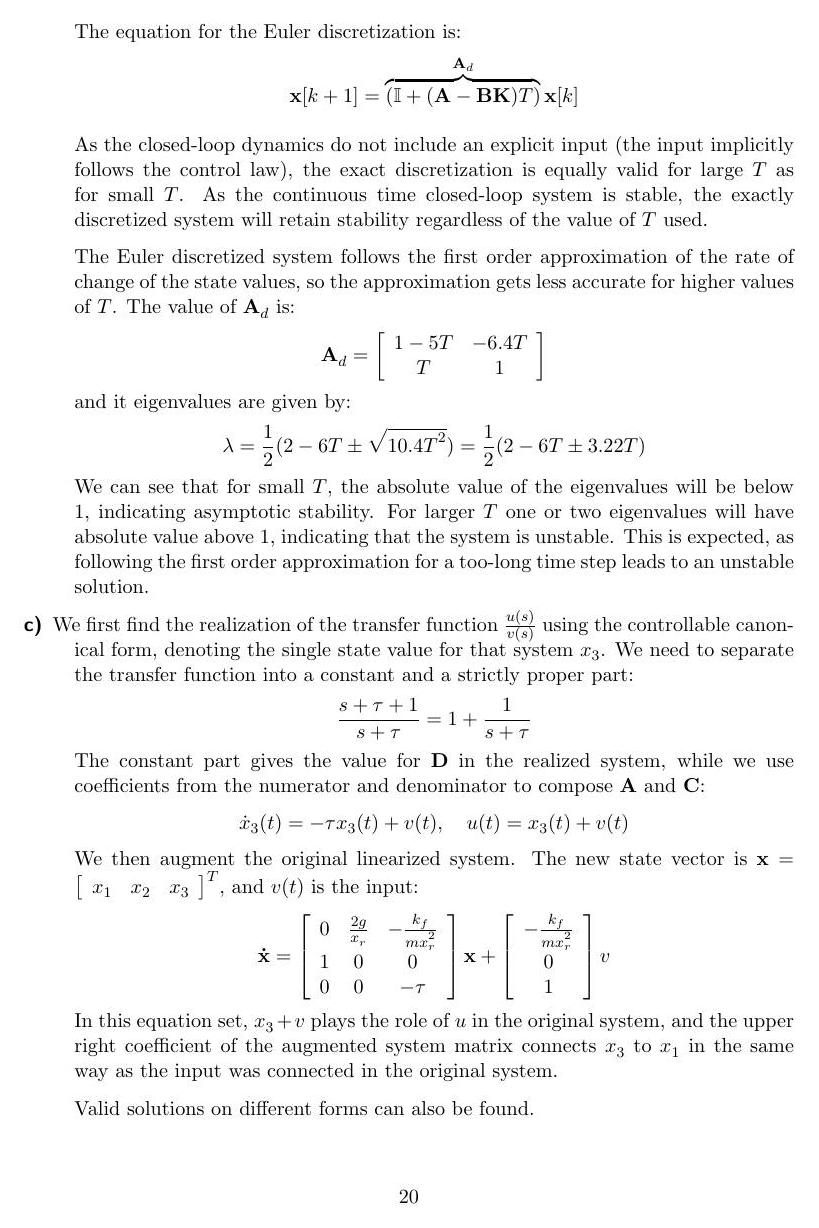 The equation for the Euler discretization is:
A_d
x[k + 1] = (𝕀 + (A − BK)T) x[k]
As the closed-loop dynamics do not include an explicit input (the input implicitly
follows the control law), the exact discretization is equally valid for large T as
for small T. As the continuous time closed-loop system is stable, the exactly
discretized system will retain stability regardless of the value of T used.
The Euler discretized system follows the first order approximation of the rate of
change of the state values, so the approximation gets less accurate for higher values
of T. The value of A_d is:
A_d = [ 1 − 5T −6.4T
T 1 ]
and it eigenvalues are given by:
λ = 1/2 (2 − 6T ± √(10.4T²)) = 1/2 (2 − 6T ± 3.22T)
We can see that for small T, the absolute value of the eigenvalues will be below
1, indicating asymptotic stability. For larger T one or two eigenvalues will have
absolute value above 1, indicating that the system is unstable. This is expected, as
following the first order approximation for a too-long time step leads to an unstable
solution.
c) We first find the realization of the transfer function u(s)/v(s) using the controllable canon-
ical form, denoting the single state value for that system x₃. We need to separate
the transfer function into a constant and a strictly proper part:
(s + τ + 1)/(s + τ) = 1 + 1/(s + τ)
The constant part gives the value for D in the realized system, while we use
coefficients from the numerator and denominator to compose A and C:
ẋ₃(t) = −τx₃(t) + v(t), u(t) = x₃(t) + v(t)
We then augment the original linearized system. The new state vector is x =
[ x₁ x₂ x₃ ]ᵀ, and v(t) is the input:
ẋ = [ 0 2g/x_r −k_f/(mx_r²)
1 0 0
0 0 −τ ] x + [ −k_f/(mx_r²)
0
1 ] v
In this equation set, x₃ + v plays the role of u in the original system, and the upper
right coefficient of the augmented system matrix connects x₃ to x₁ in the same
way as the input was connected in the original system.
Valid solutions on different forms can also be found.
20